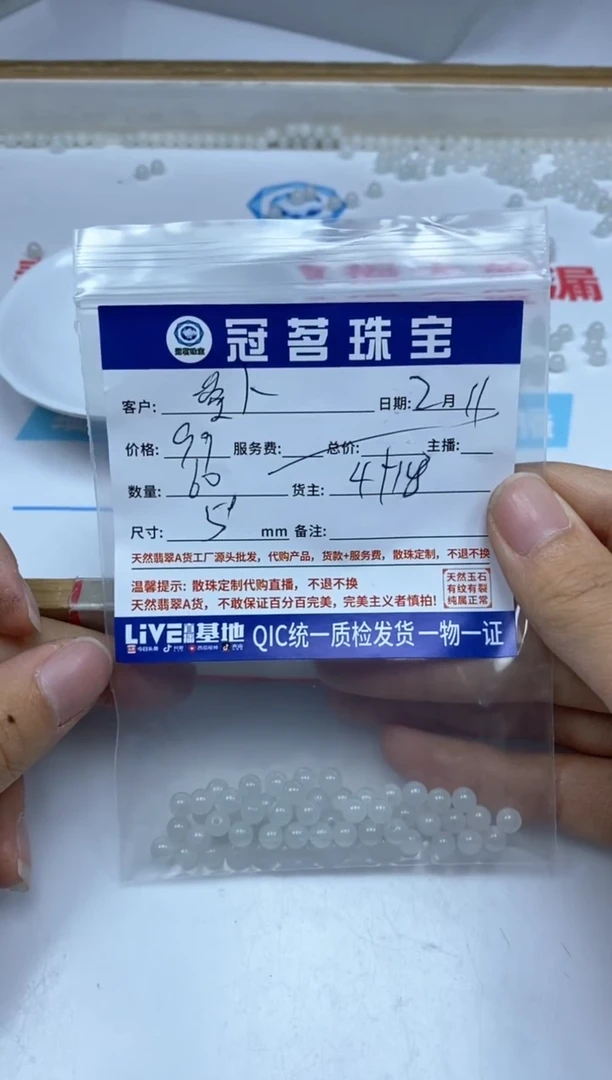 冠茗珠宝
客户: 日期: 2月11
价格: 99 服务费: 总价: 主播:
数量: 60 货主:
尺寸: 5 mm 备注:
天然翡翠A货工厂源头批发，代购产品，货款+服务费，散珠定制，不退不换
温馨提示: 散珠定制代购直播，不退不换
天然翡翠A货，不敢保证百分百完美，完美主义者慎拍!
天然玉石
有纹有裂
纯属正常
LIVE直播基地 QIC统一质检发货 一物一证
漏